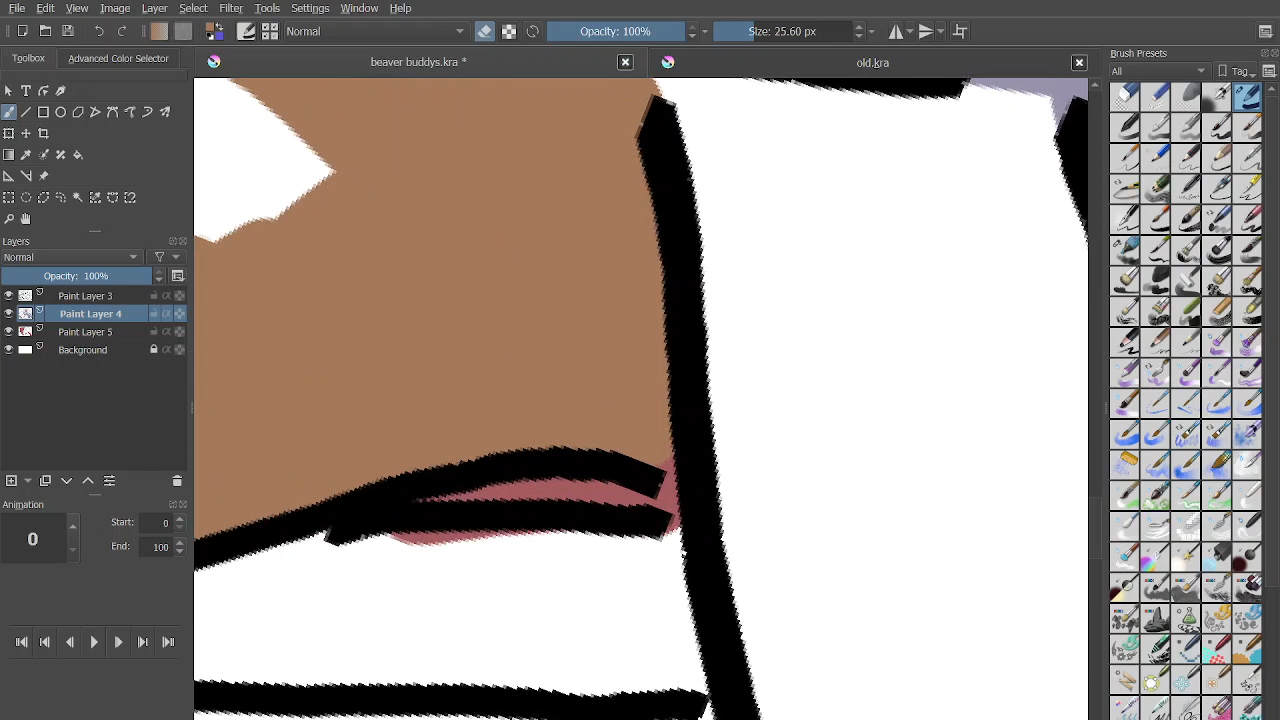 File Edit View Image Layer Select Filter Tools Settings Window Help
Normal Opacity: 100% Size: 25.60 px
Toolbox Advanced Color Selector
beaver buddys.kra *
old.kra
Brush Presets
All Tag
Layers
Normal
Opacity: 100%
Paint Layer 3
Paint Layer 4
Paint Layer 5
Background
Animation
0
Start: 0
End: 100